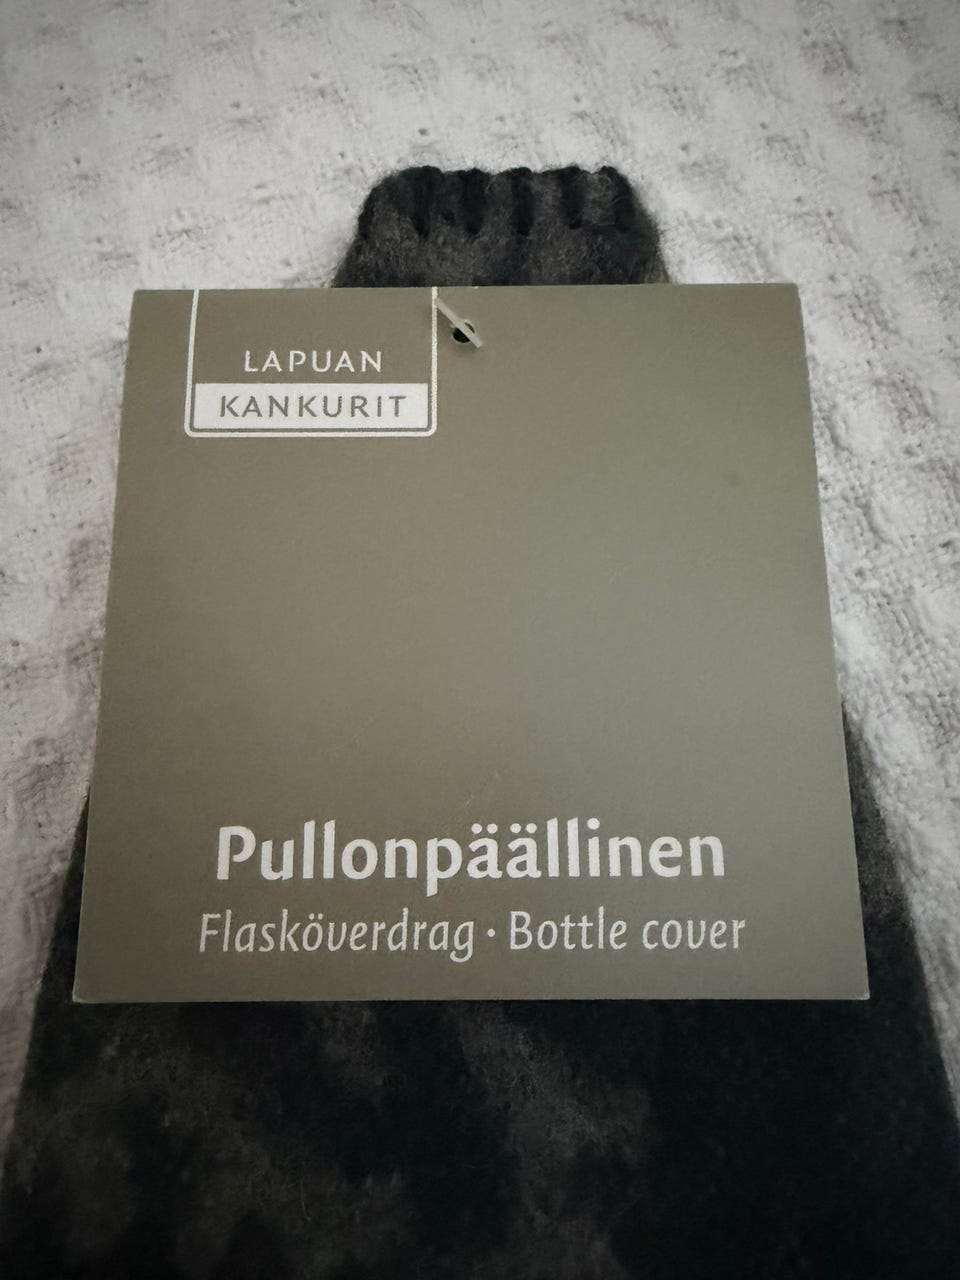 LAPUAN
KANKURIT
Pullonpäällinen
Flasköverdrag · Bottle cover